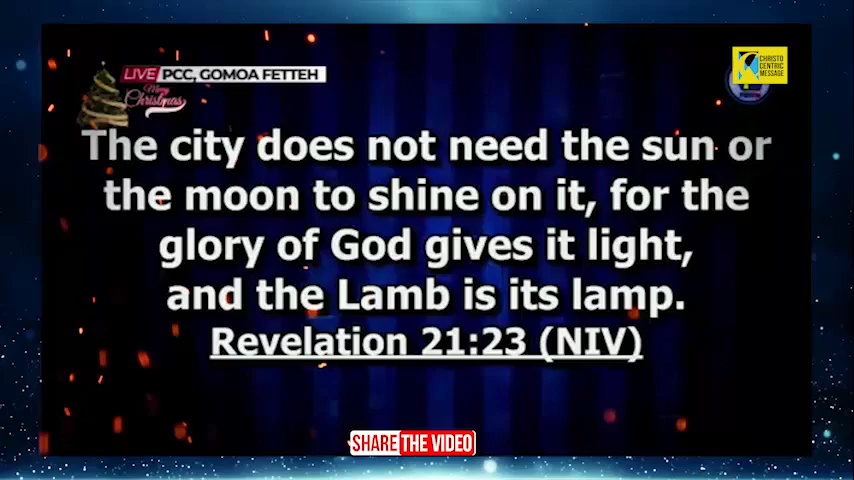 LIVE PCC, GOMOA FETTEH
Merry
Christmas
CHRISTO
CENTRIC
MESSAGE
The city does not need the sun or
the moon to shine on it, for the
glory of God gives it light,
and the Lamb is its lamp.
Revelation 21:23 (NIV)
SHARE THE VIDEO